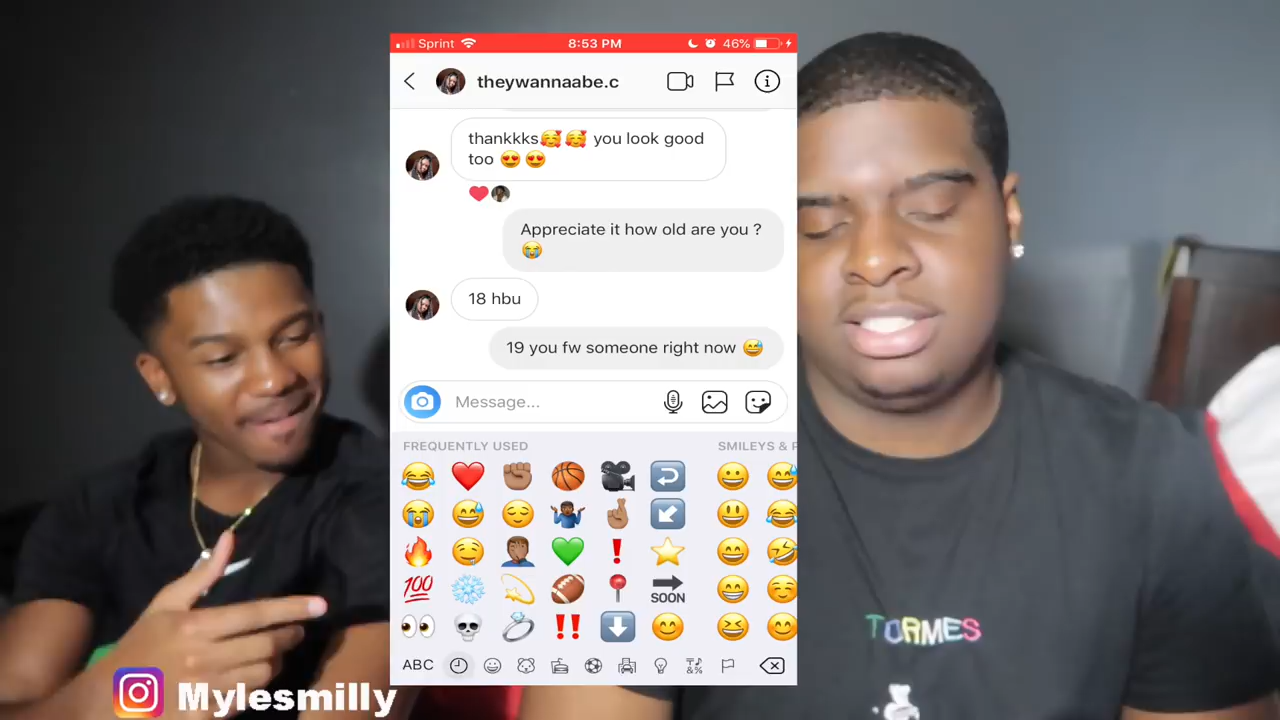 Sprint 8:53 PM 46%
theywannaabe.c
thankkks🥰🥰 you look good
too 😍😍
Appreciate it how old are you ?
😭
18 hbu
19 you fw someone right now 😅
Message...
FREQUENTLY USED SMILEYS & P
💯 SOON
ABC
TORMES
Mylesmilly